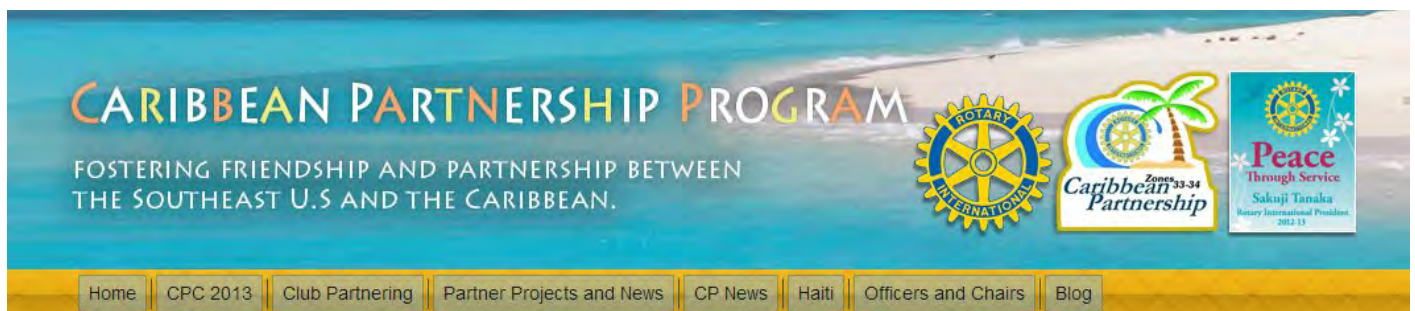 CARIBBEAN PARTNERSHIP PROGRAM
FOSTERING FRIENDSHIP AND PARTNERSHIP BETWEEN
THE SOUTHEAST U.S AND THE CARIBBEAN.
ROTARY
INTERNATIONAL
Zones 33-34
Caribbean
Partnership
Peace
Through Service
Sakuji Tanaka
Rotary International President
2012-13
Home CPC 2013 Club Partnering Partner Projects and News CP News Haiti Officers and Chairs Blog